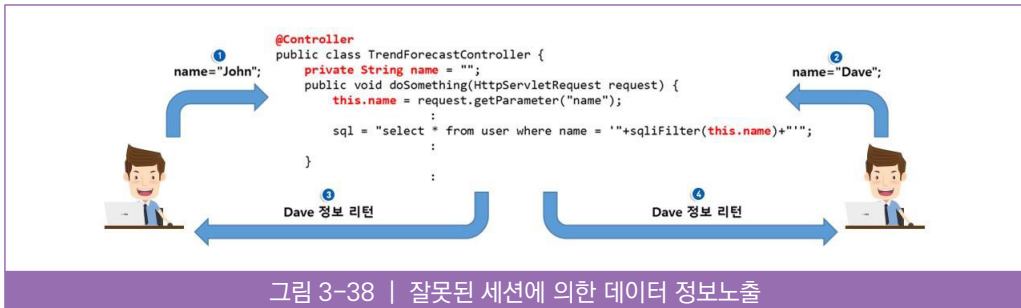 @Controller
public class TrendForecastController {
private String name = "";
public void doSomething(HttpServletRequest request) {
this.name = request.getParameter("name");
:
sql = "select * from user where name = '"+sqliFilter(this.name)+"'";
:
}
:
1
name="John";
2
name="Dave";
3
Dave 정보 리턴
4
Dave 정보 리턴
그림 3-38 | 잘못된 세션에 의한 데이터 정보노출